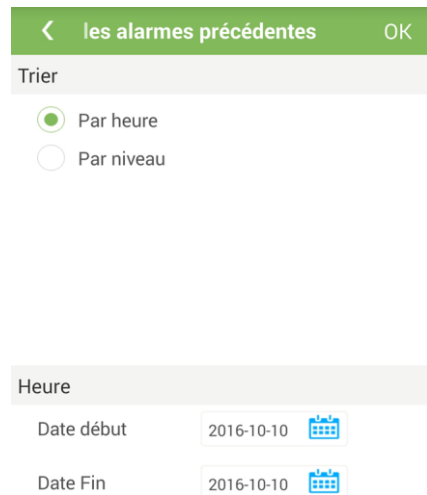 les alarmes précédentes OK
Trier
Par heure
Par niveau
Heure
Date début 2016-10-10
Date Fin 2016-10-10